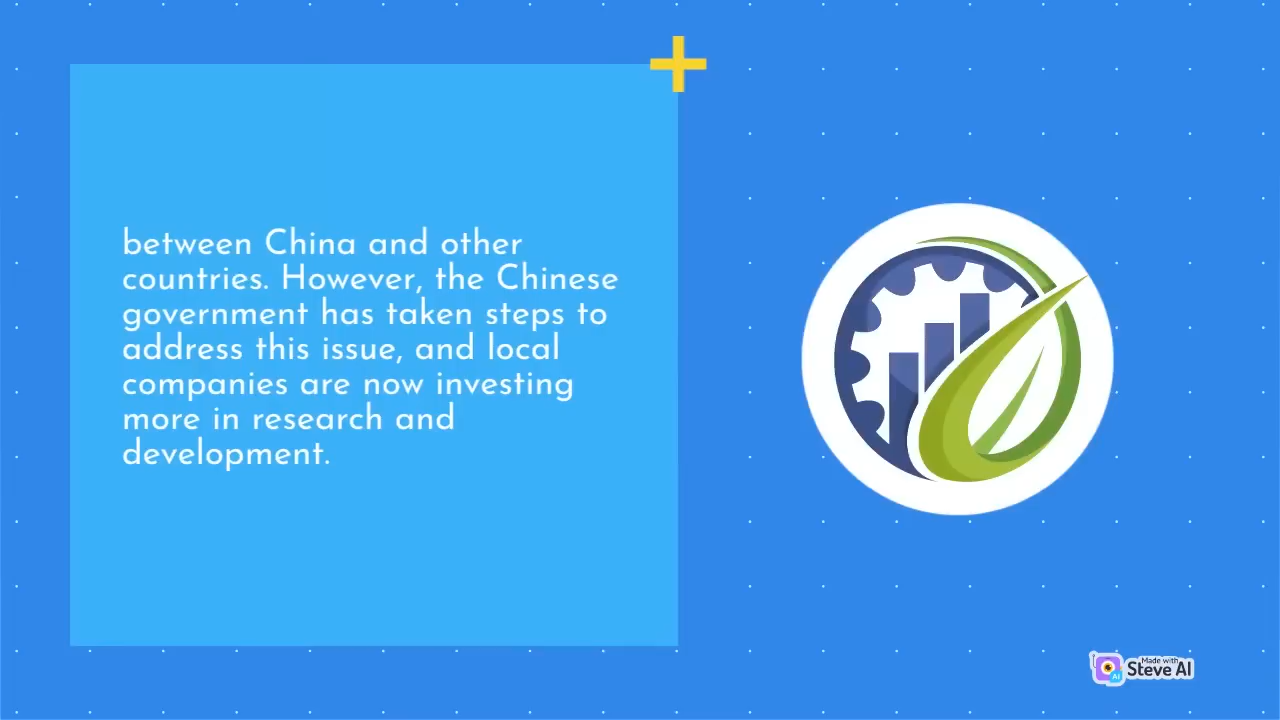 between China and other
countries. However, the Chinese
government has taken steps to
address this issue, and local
companies are now investing
more in research and
development.
Made with
Steve AI
AI